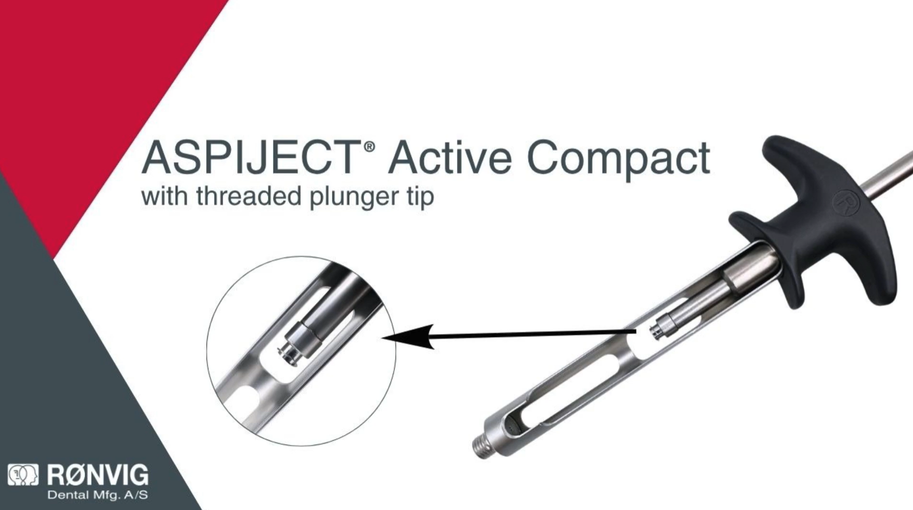 ASPIJECT® Active Compact
with threaded plunger tip
R
RØNVIG
Dental Mfg. A/S